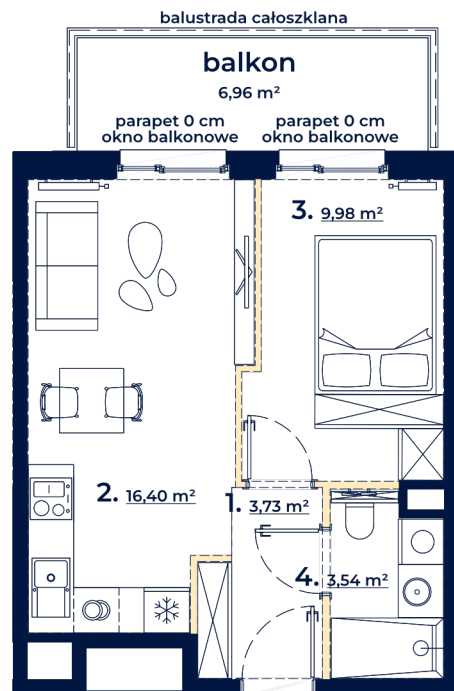 balustrada całoszklana
balkon
6,96 m²
parapet 0 cm
okno balkonowe
parapet 0 cm
okno balkonowe
3. 9,98 m²
2. 16,40 m²
1. 3,73 m²
4. 3,54 m²